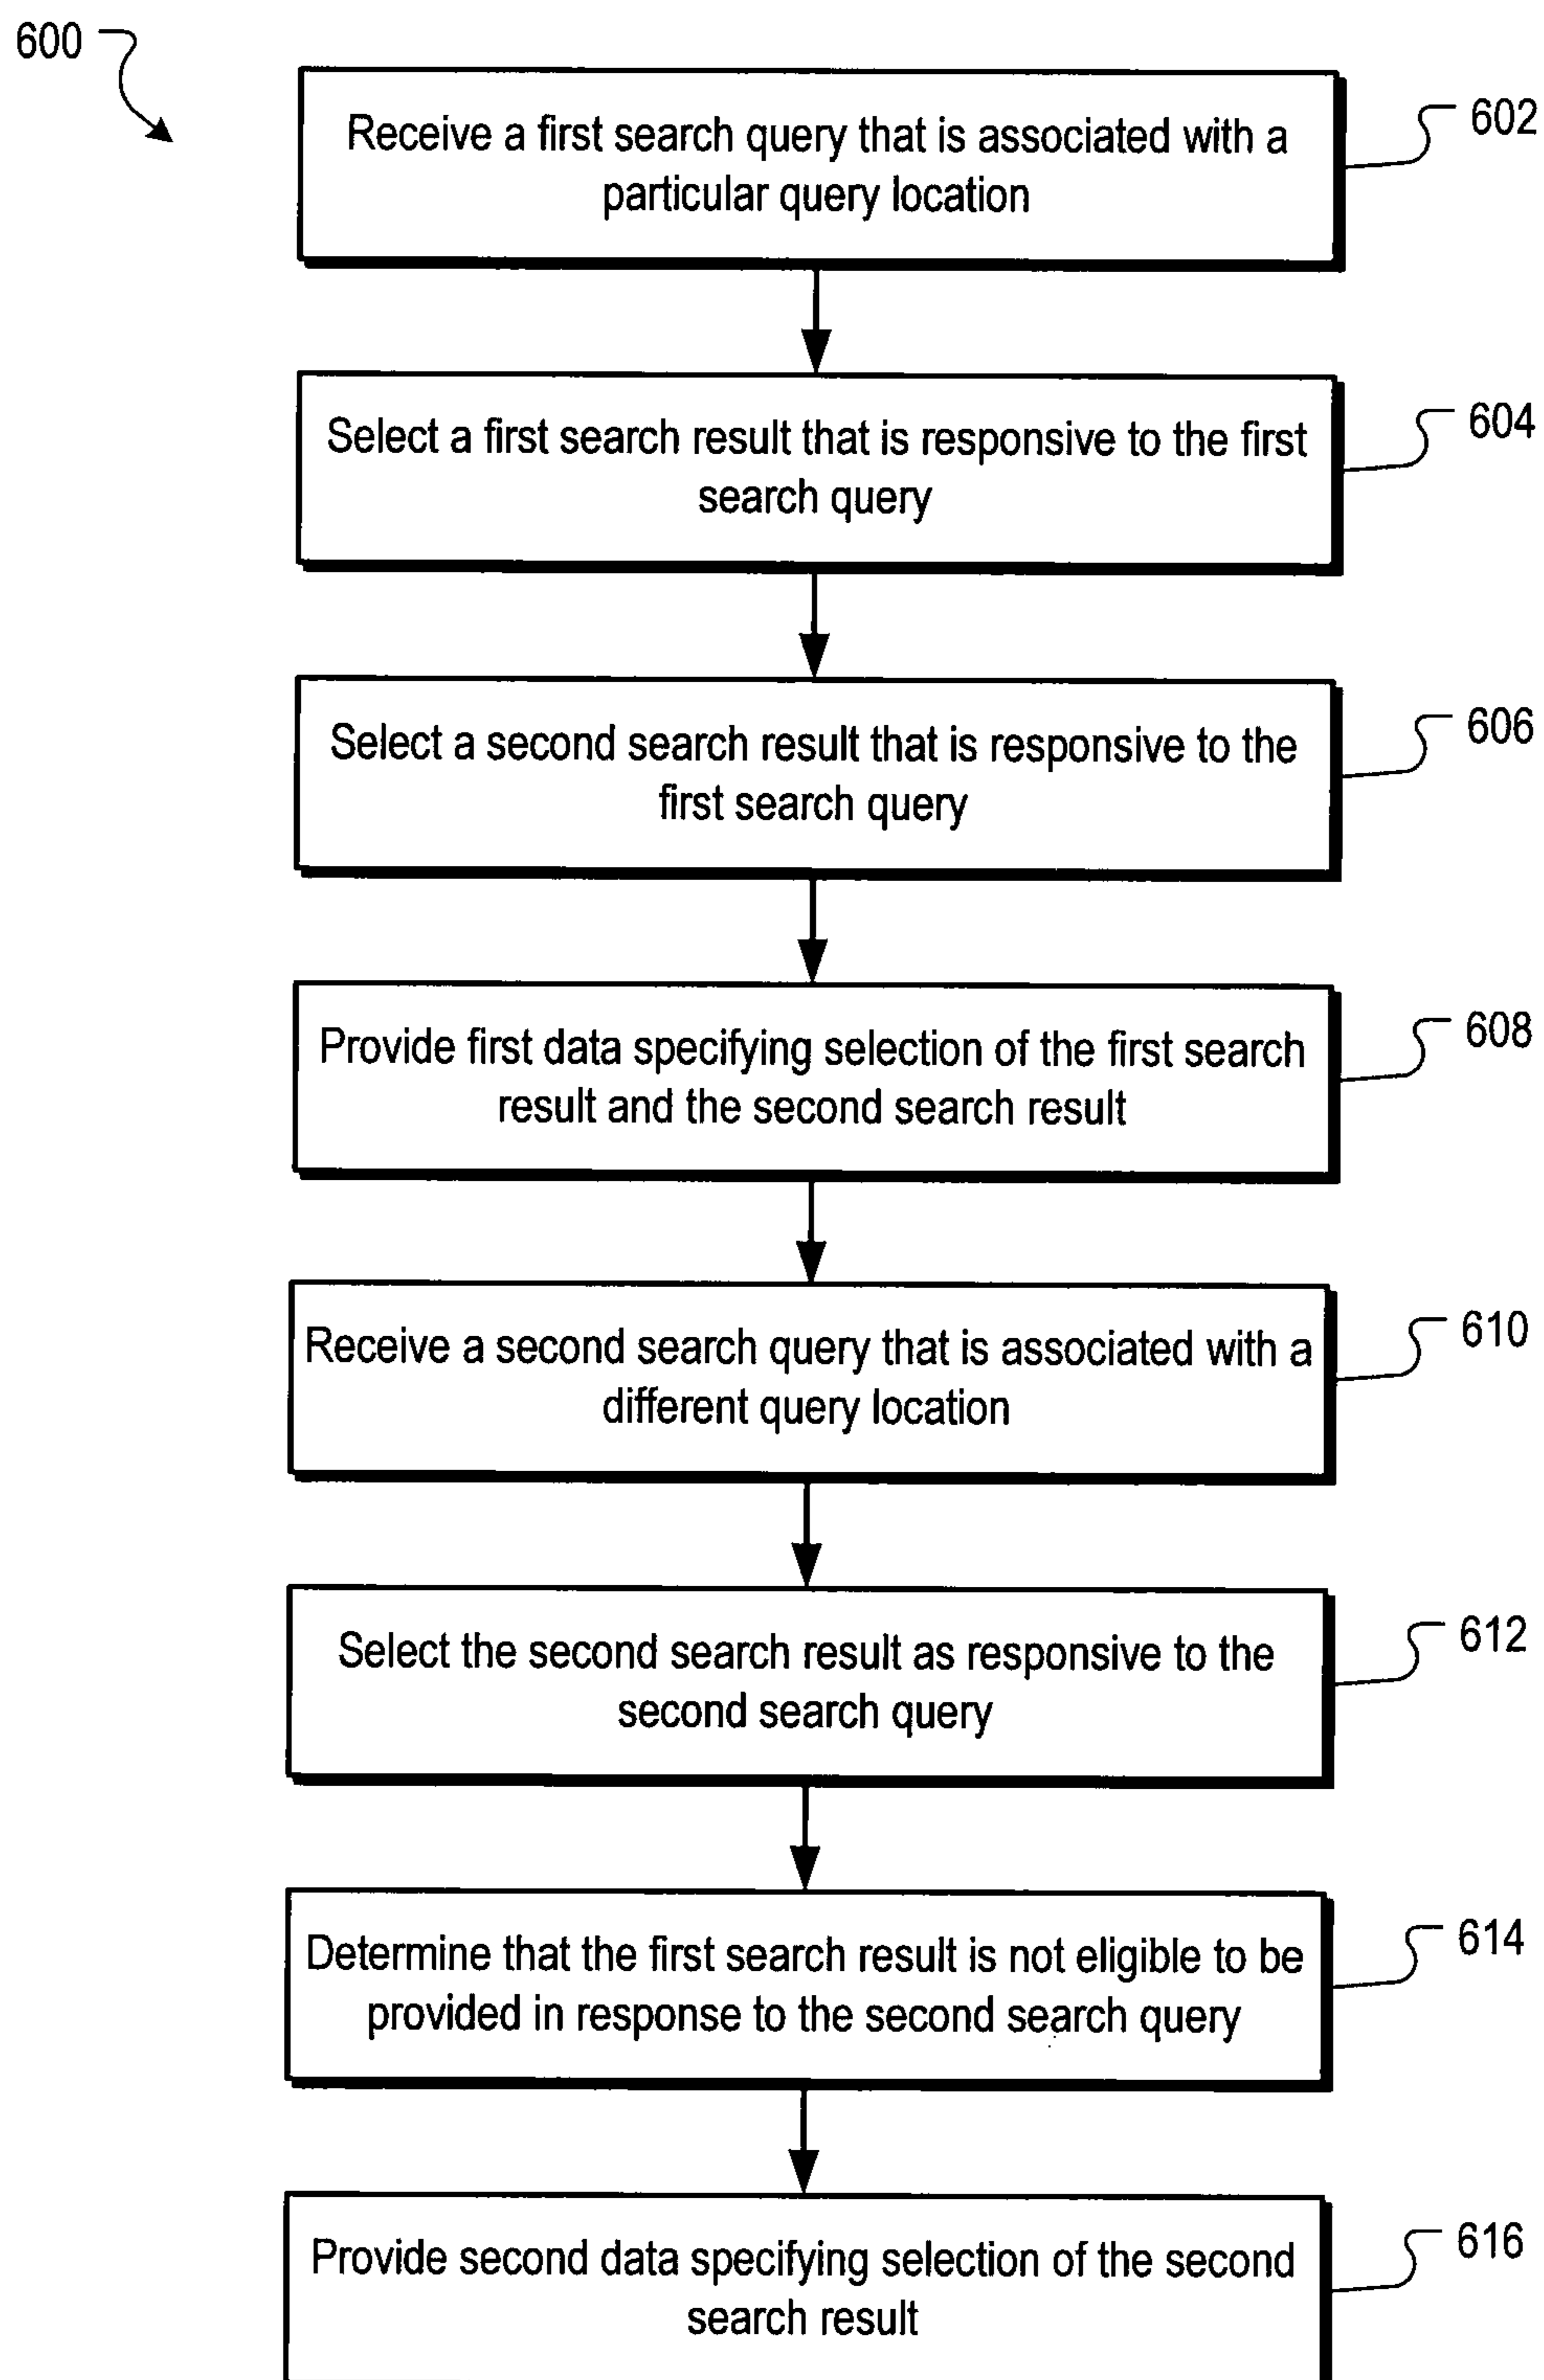 600
Receive a first search query that is associated with a
particular query location
602
Select a first search result that is responsive to the first
search query
604
Select a second search result that is responsive to the
first search query
606
Provide first data specifying selection of the first search
result and the second search result
608
Receive a second search query that is associated with a
different query location
610
Select the second search result as responsive to the
second search query
612
Determine that the first search result is not eligible to be
provided in response to the second search query
614
Provide second data specifying selection of the second
search result
616